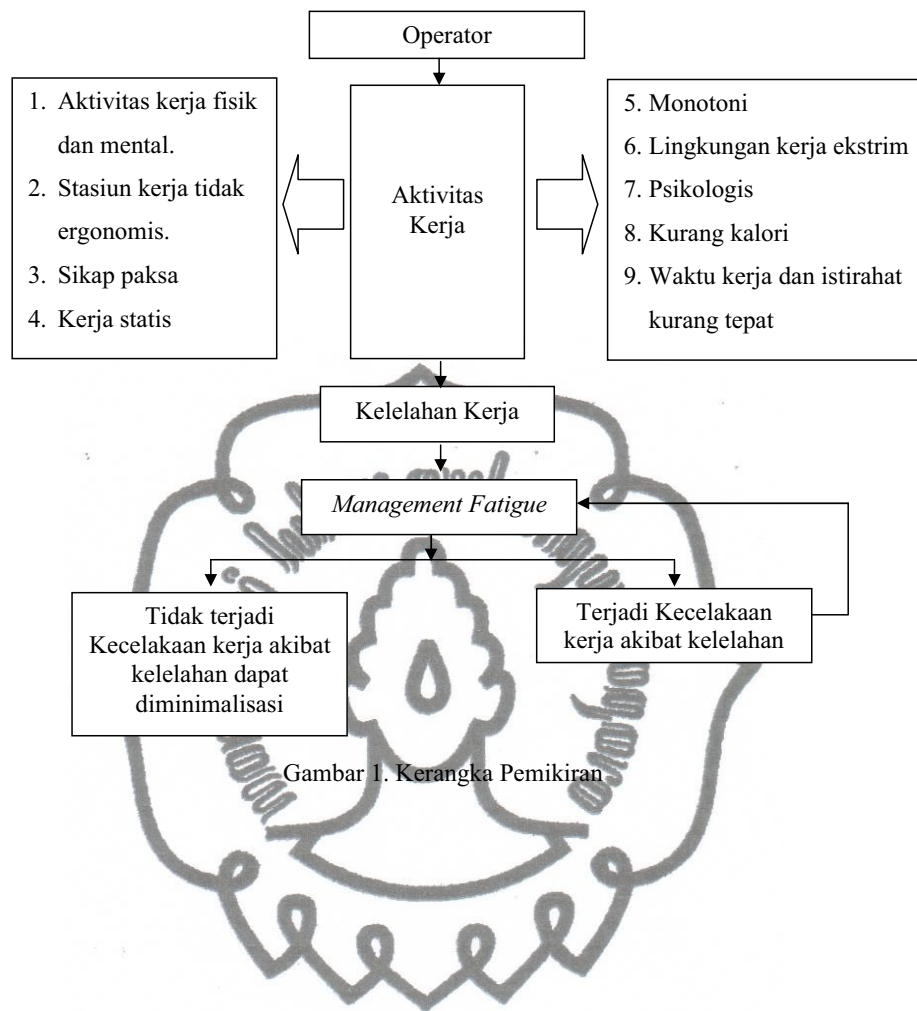 Operator
1. Aktivitas kerja fisik
dan mental.
2. Stasiun kerja tidak
ergonomis.
3. Sikap paksa
4. Kerja statis
Aktivitas
Kerja
5. Monotoni
6. Lingkungan kerja ekstrim
7. Psikologis
8. Kurang kalori
9. Waktu kerja dan istirahat
kurang tepat
Kelelahan Kerja
Management Fatigue
Tidak terjadi
Kecelakaan kerja akibat
kelelahan dapat
diminimalisasi
Terjadi Kecelakaan
kerja akibat kelelahan
Gambar 1. Kerangka Pemikiran